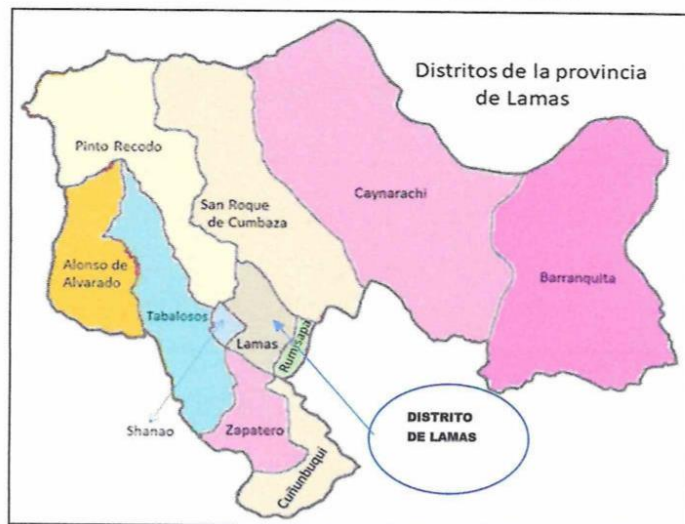 Distritos de la provincia
de Lamas
Pinto Recodo
San Roque
de Cumbaza
Caynarachi
Barranquita
Alonso de
Alvarado
Tabalosos
Lamas
Rumisapa
Shanao
Zapatero
DISTRITO
DE LAMAS
Cuñunbuqui